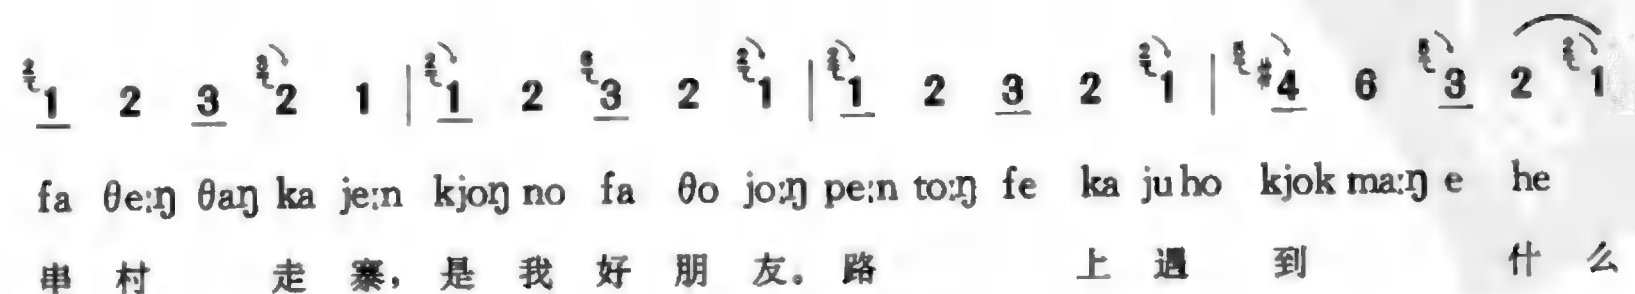 1 2 3 2 1 | 1 2 3 2 1 | 1 2 3 2 1 | #4 6 3 2 1
fa θe:ŋ θaŋ ka je:n kjoŋ no fa θo jo:ŋ pe:n to:ŋ fe ka ju ho kjok ma:ŋ e he
串村 走寨，是我好朋友。路 上遇到 什么